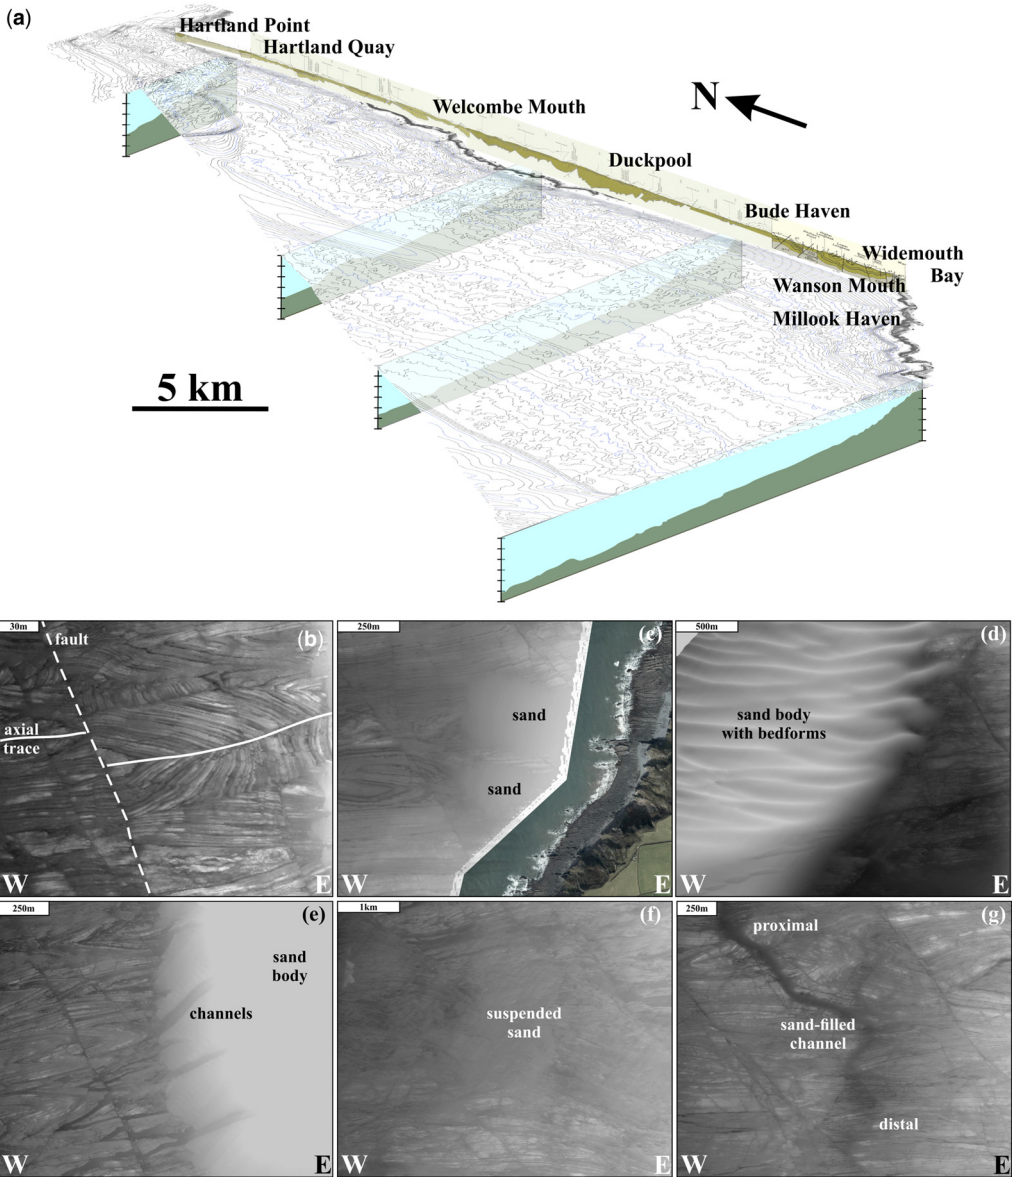 (a)
Hartland Point
Hartland Quay
Welcombe Mouth
N
Duckpool
Bude Haven
Widemouth
Bay
Wanson Mouth
Millook Haven
5 km
30m
(b)
fault
axial
trace
W
E
250m
(c)
sand
sand
W
E
500m
(d)
sand body
with bedforms
W
E
250m
(e)
sand
body
channels
W
E
1km
(f)
suspended
sand
W
E
250m
(g)
proximal
sand-filled
channel
distal
W
E